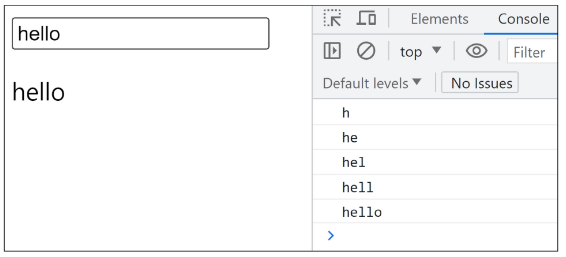 hello
hello
Elements Console
top Filter
Default levels No Issues
h
he
hel
hell
hello